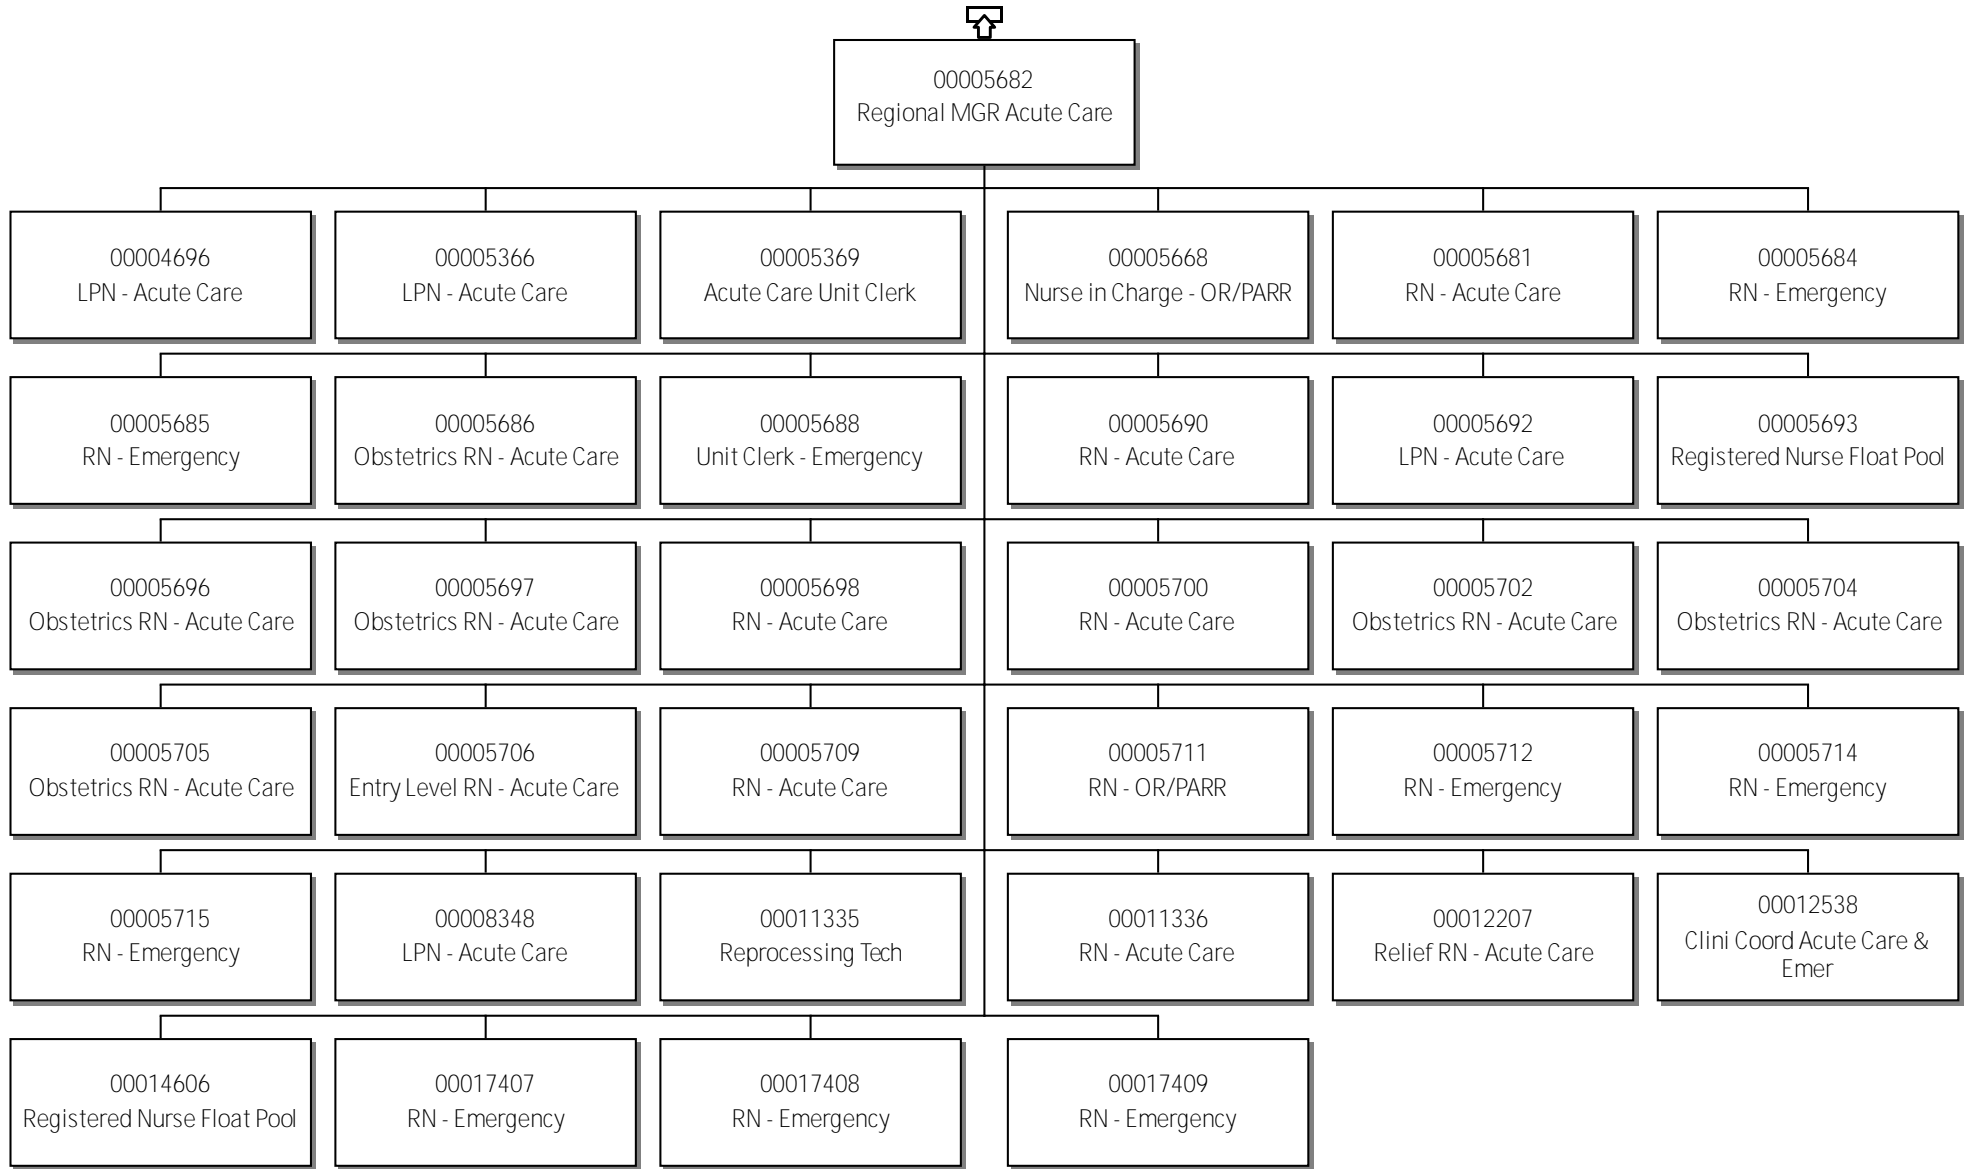 00005682
Regional MGR Acute Care
00004696
LPN - Acute Care
00005366
LPN - Acute Care
00005369
Acute Care Unit Clerk
00005668
Nurse in Charge - OR/PARR
00005681
RN - Acute Care
00005684
RN - Emergency
00005685
RN - Emergency
00005686
Obstetrics RN - Acute Care
00005688
Unit Clerk - Emergency
00005690
RN - Acute Care
00005692
LPN - Acute Care
00005693
Registered Nurse Float Pool
00005696
Obstetrics RN - Acute Care
00005697
Obstetrics RN - Acute Care
00005698
RN - Acute Care
00005700
RN - Acute Care
00005702
Obstetrics RN - Acute Care
00005704
Obstetrics RN - Acute Care
00005705
Obstetrics RN - Acute Care
00005706
Entry Level RN - Acute Care
00005709
RN - Acute Care
00005711
RN - OR/PARR
00005712
RN - Emergency
00005714
RN - Emergency
00005715
RN - Emergency
00008348
LPN - Acute Care
00011335
Reprocessing Tech
00011336
RN - Acute Care
00012207
Relief RN - Acute Care
00012538
Clini Coord Acute Care &
Emer
00014606
Registered Nurse Float Pool
00017407
RN - Emergency
00017408
RN - Emergency
00017409
RN - Emergency